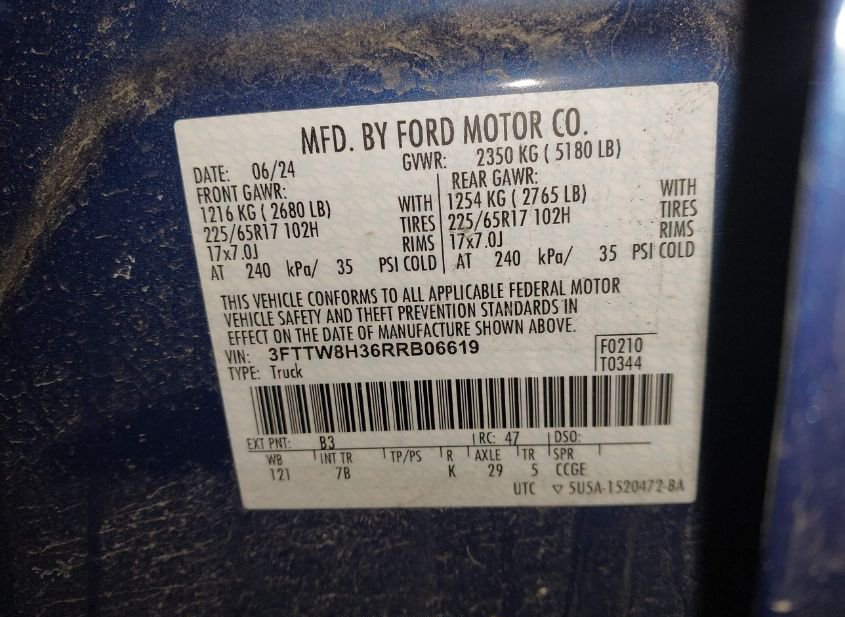 MFD. BY FORD MOTOR CO.
DATE: 06/24 GVWR: 2350 KG ( 5180 LB)
FRONT GAWR: REAR GAWR:
1216 KG ( 2680 LB) WITH 1254 KG ( 2765 LB) WITH
225/65R17 102H TIRES 225/65R17 102H TIRES
17x7.0J RIMS 17x7.0J RIMS
AT 240 kPa/ 35 PSI COLD AT 240 kPa/ 35 PSI COLD
THIS VEHICLE CONFORMS TO ALL APPLICABLE FEDERAL MOTOR
VEHICLE SAFETY AND THEFT PREVENTION STANDARDS IN
EFFECT ON THE DATE OF MANUFACTURE SHOWN ABOVE.
VIN: 3FTTW8H36RRB06619 F0210
TYPE: Truck T0344
EXT PNT: B3 RC: 47 DSO:
WB INT TR TP/PS R AXLE TR SPR
121 7B K 29 5 CCGE
UTC ▽ 5U5A-1520472-BA